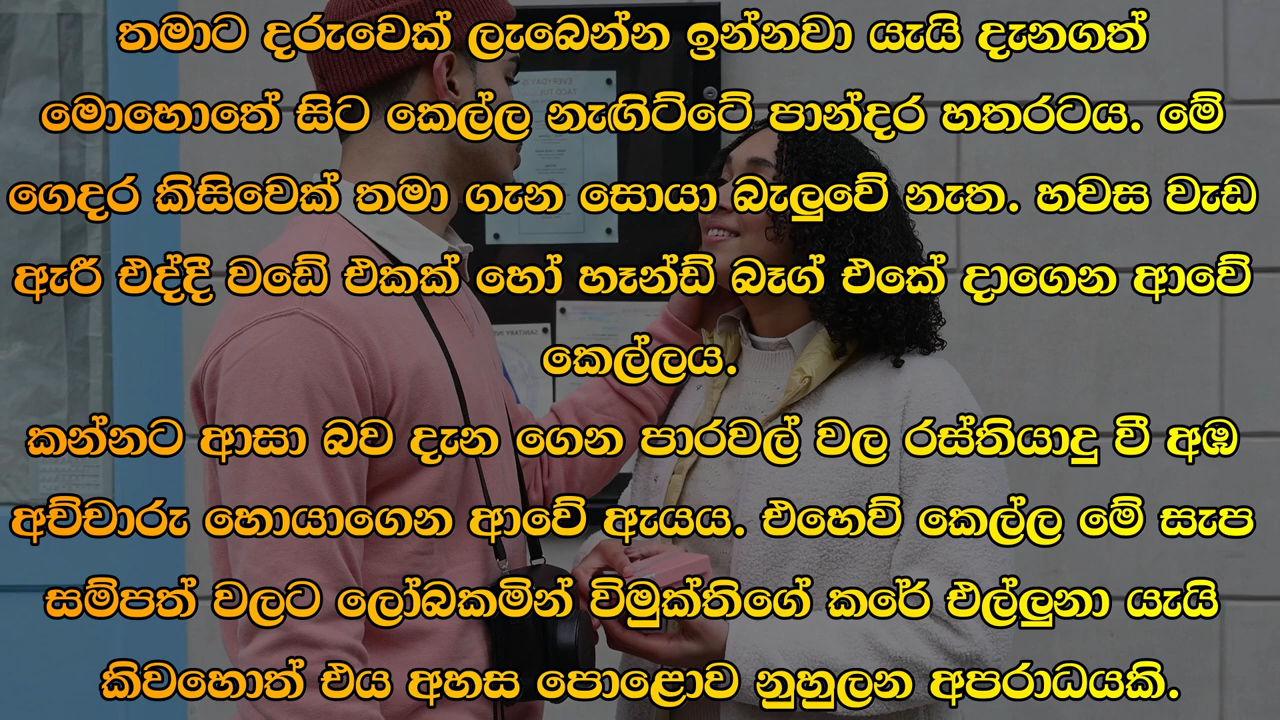 තමාට දරුවෙක් ලැබෙන්න ඉන්නවා යැයි දැනගත්
මොහොතේ සිට කෙල්ල නැඟිට්ටේ පාන්දර හතරටය. මේ
ගෙදර කිසිවෙක් තමා ගැන සොයා බැලුවේ නැත. හවස වැඩ
ඇරී එද්දී වඩේ එකක් හෝ හෑන්ඩ් බෑග් එකේ දාගෙන ආවේ
කෙල්ලය.
කන්නට ආසා බව දැන ගෙන පාරවල් වල රස්තියාදු වී අඹ
අච්චාරු හොයාගෙන ආවේ ඇයය. එහෙව් කෙල්ල මේ සැප
සම්පත් වලට ලෝබකමින් විමුක්තිගේ කරේ එල්ලුනා යැයි
කිවහොත් එය අහස පොළොව නුහුලන අපරාධයකි.